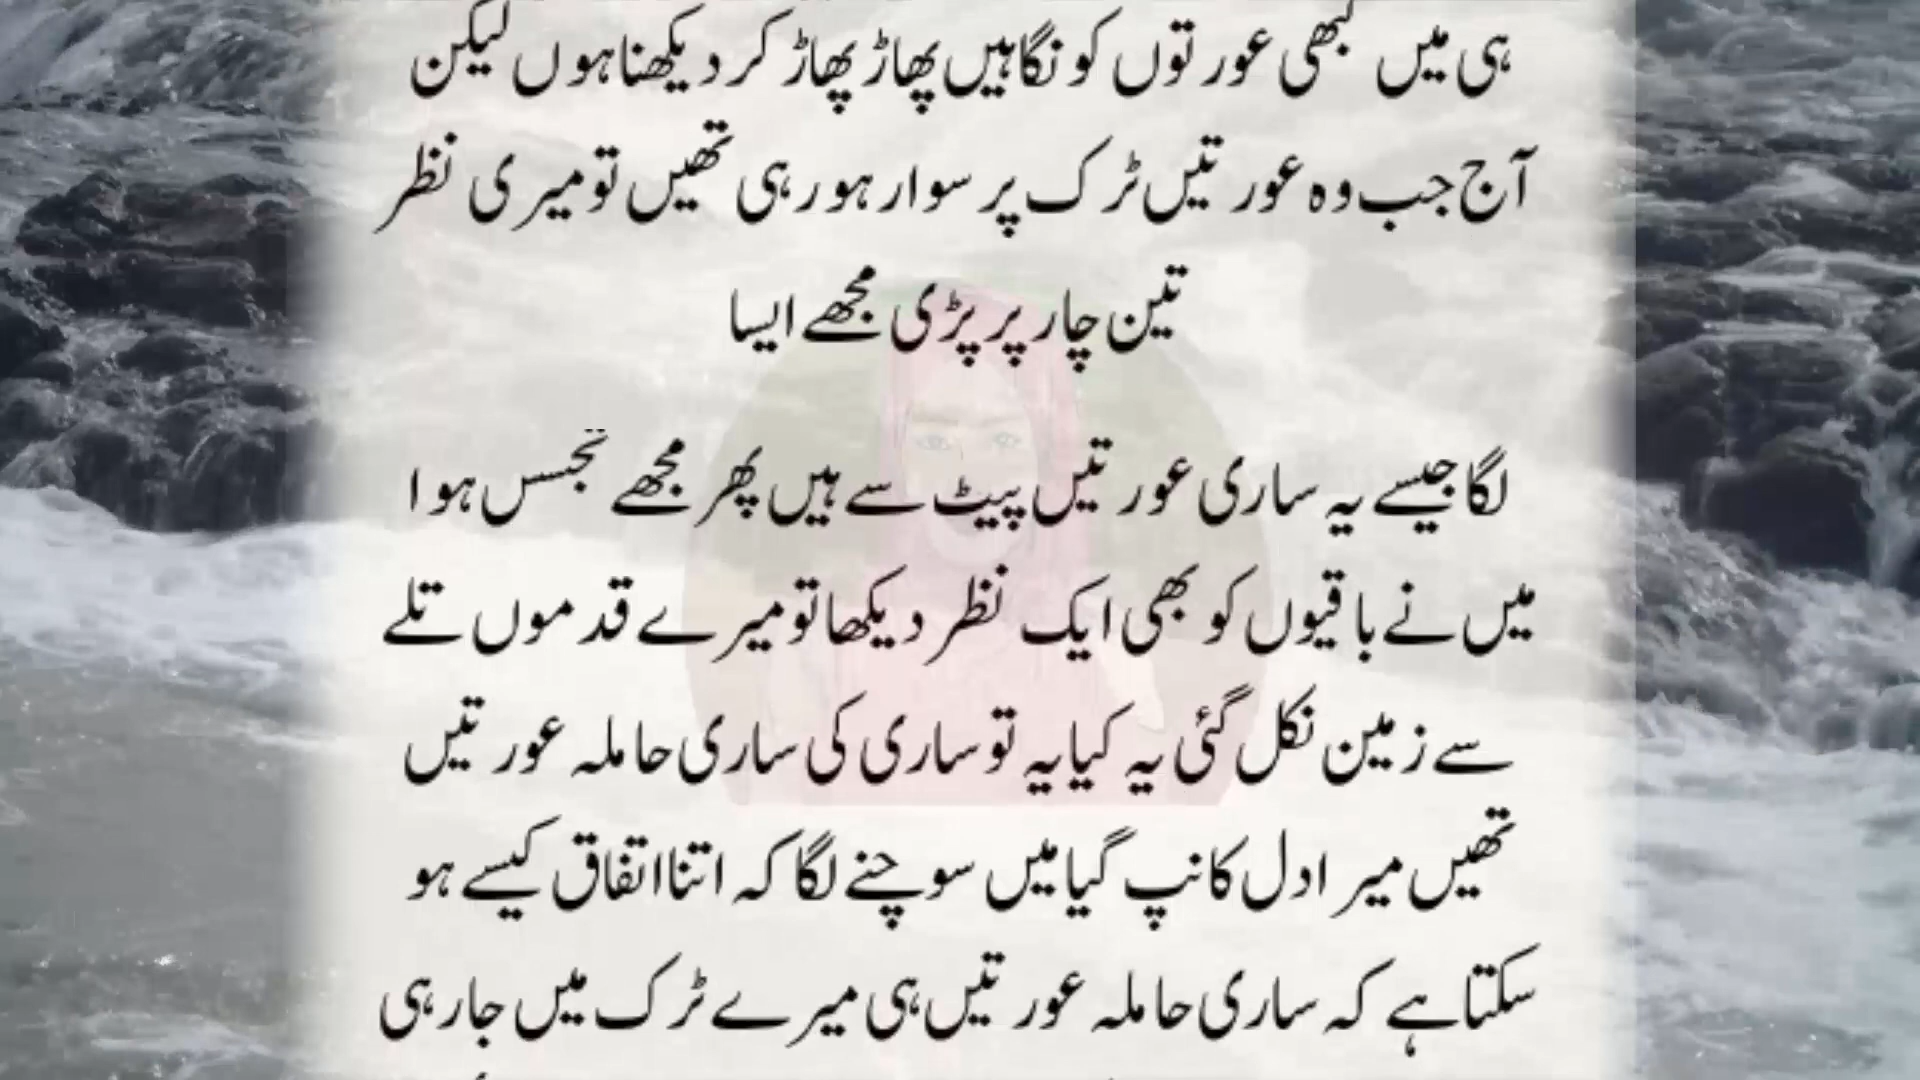 ہی میں کبھی عورتوں کو نگاہیں پھاڑ پھاڑ کر دیکھنا ہوں لیکن
آج جب وہ عورتیں ٹرک پر سوار ہو رہی تھیں تو میری نظر
تین چار پر پڑی مجھے ایسا
لگا جیسے یہ ساری عورتیں پیٹ سے ہیں پھر مجھے تجسس ہوا
میں نے باقیوں کو بھی ایک نظر دیکھا تو میرے قدموں تلے
سے زمین نکل گئی یہ کیا یہ تو ساری کی ساری حاملہ عورتیں
تھیں میرا دل کانپ گیا میں سوچنے لگا کہ اتنا اتفاق کیسے ہو
سکتا ہے کہ ساری حاملہ عورتیں ہی میرے ٹرک میں جا رہی